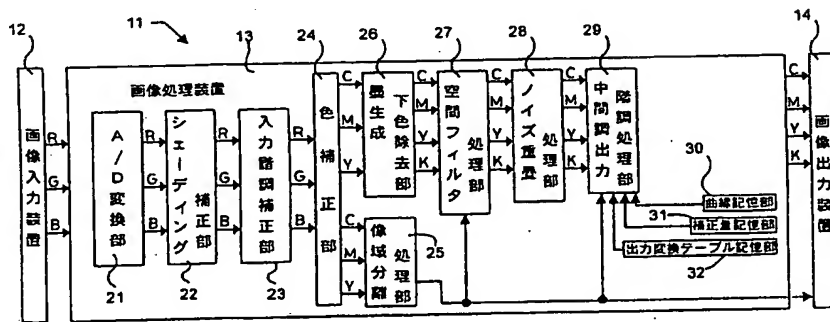 11
12
13
24
26
27
28
29
14
画像入力装置
R
G
B
画像処理装置
A/D変換部
21
R
G
B
シェーディング補正部
22
R
G
B
入力階調補正部
23
R
G
B
色補正部
C
M
Y
墨生成下色除去部
C
M
Y
K
空間フィルタ処理部
C
M
Y
K
ノイズ重畳処理部
C
M
Y
K
中間調出力階調処理部
C
M
Y
K
画像出力装置
C
M
Y
像域分離処理部
25
30
曲線記憶部
31
補正量記憶部
出力変換テーブル記憶部
32